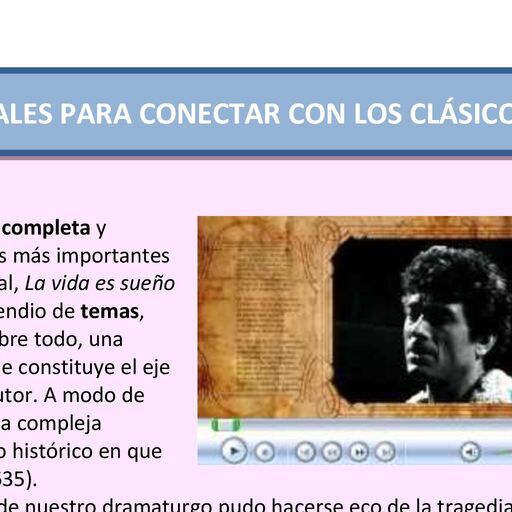 ALES PARA CONECTAR CON LOS CLÁSICO
completa y
s más importantes
al, La vida es sueño
endio de temas,
bre todo, una
e constituye el eje
utor. A modo de
a compleja
o histórico en que
635).
de nuestro dramaturgo pudo hacerse eco de la tragedia